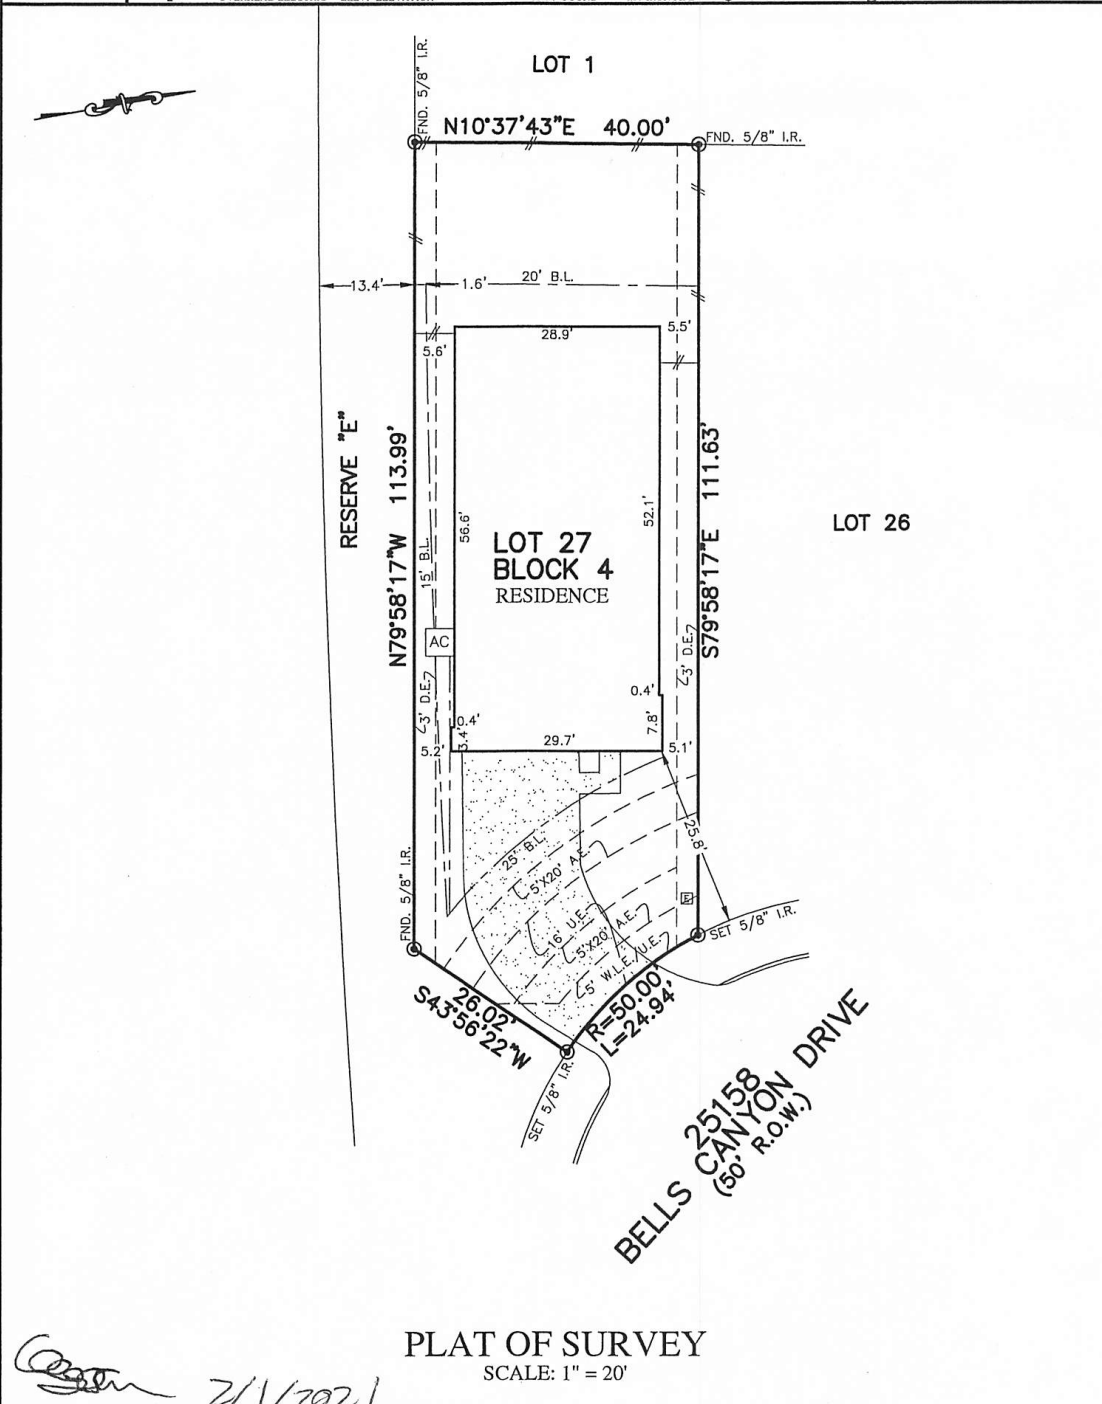 LOT 1
FND. 5/8" I.R.
N10°37'43"E 40.00'
FND. 5/8" I.R.
13.4'
1.6'
20' B.L.
28.9'
5.5'
5.6'
RESERVE "E"
N79°58'17"W 113.99'
15' B.L.
56.6'
52.1'
S79°58'17"E 111.63'
LOT 26
LOT 27
BLOCK 4
RESIDENCE
AC
3' D.E.
3' D.E.
0.4'
7.8'
0.4'
3.4'
5.2'
29.7'
5.1'
25.8'
25' B.L.
5'X20' A.E.
16' U.E.
5'X20' A.E.
5' W.L.E./U.E.
E
FND. 5/8" I.R.
SET 5/8" I.R.
26.02'
S43°56'22"W
R=50.00'
L=24.94'
SET 5/8" I.R.
25158
BELLS CANYON DRIVE
(50' R.O.W.)
PLAT OF SURVEY
SCALE: 1" = 20'
2/1/2021